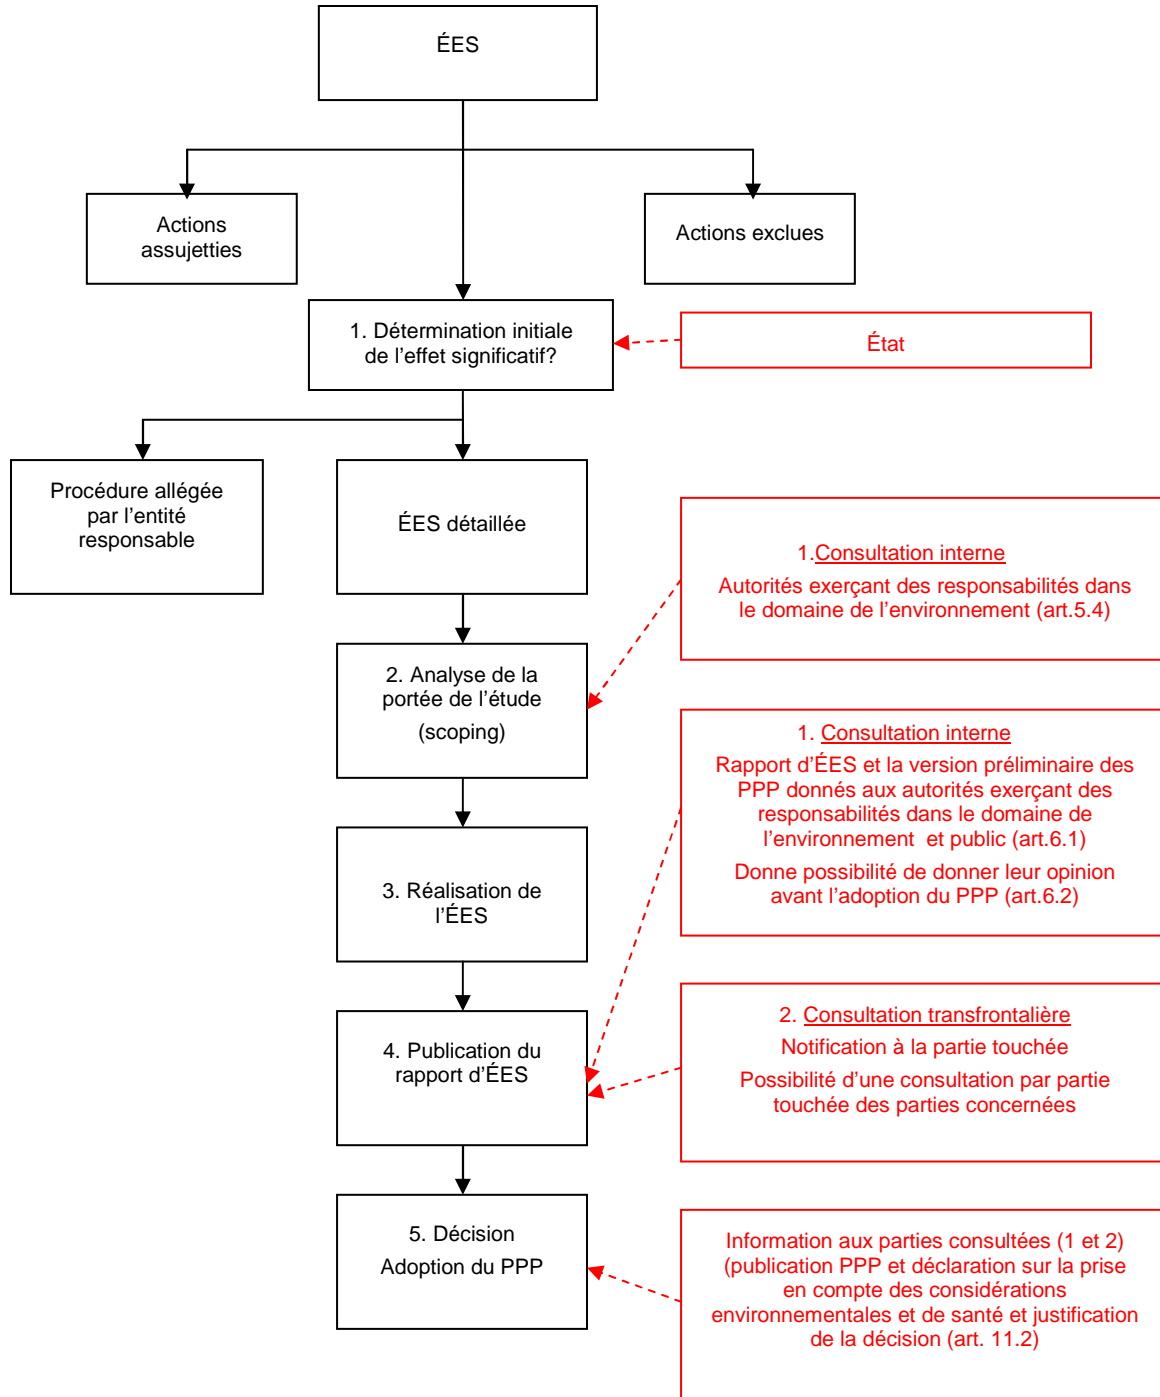 ÉES
Actions
assujetties
Actions exclues
1. Détermination initiale
de l’effet significatif?
État
Procédure allégée
par l’entité
responsable
ÉES détaillée
1.Consultation interne
Autorités exerçant des responsabilités dans
le domaine de l’environnement (art.5.4)
2. Analyse de la
portée de l’étude
(scoping)
1. Consultation interne
Rapport d’ÉES et la version préliminaire des
PPP donnés aux autorités exerçant des
responsabilités dans le domaine de
l’environnement et public (art.6.1)
Donne possibilité de donner leur opinion
avant l’adoption du PPP (art.6.2)
3. Réalisation de
l’ÉES
4. Publication du
rapport d’ÉES
2. Consultation transfrontalière
Notification à la partie touchée
Possibilité d’une consultation par partie
touchée des parties concernées
5. Décision
Adoption du PPP
Information aux parties consultées (1 et 2)
(publication PPP et déclaration sur la prise
en compte des considérations
environnementales et de santé et justification
de la décision (art. 11.2)